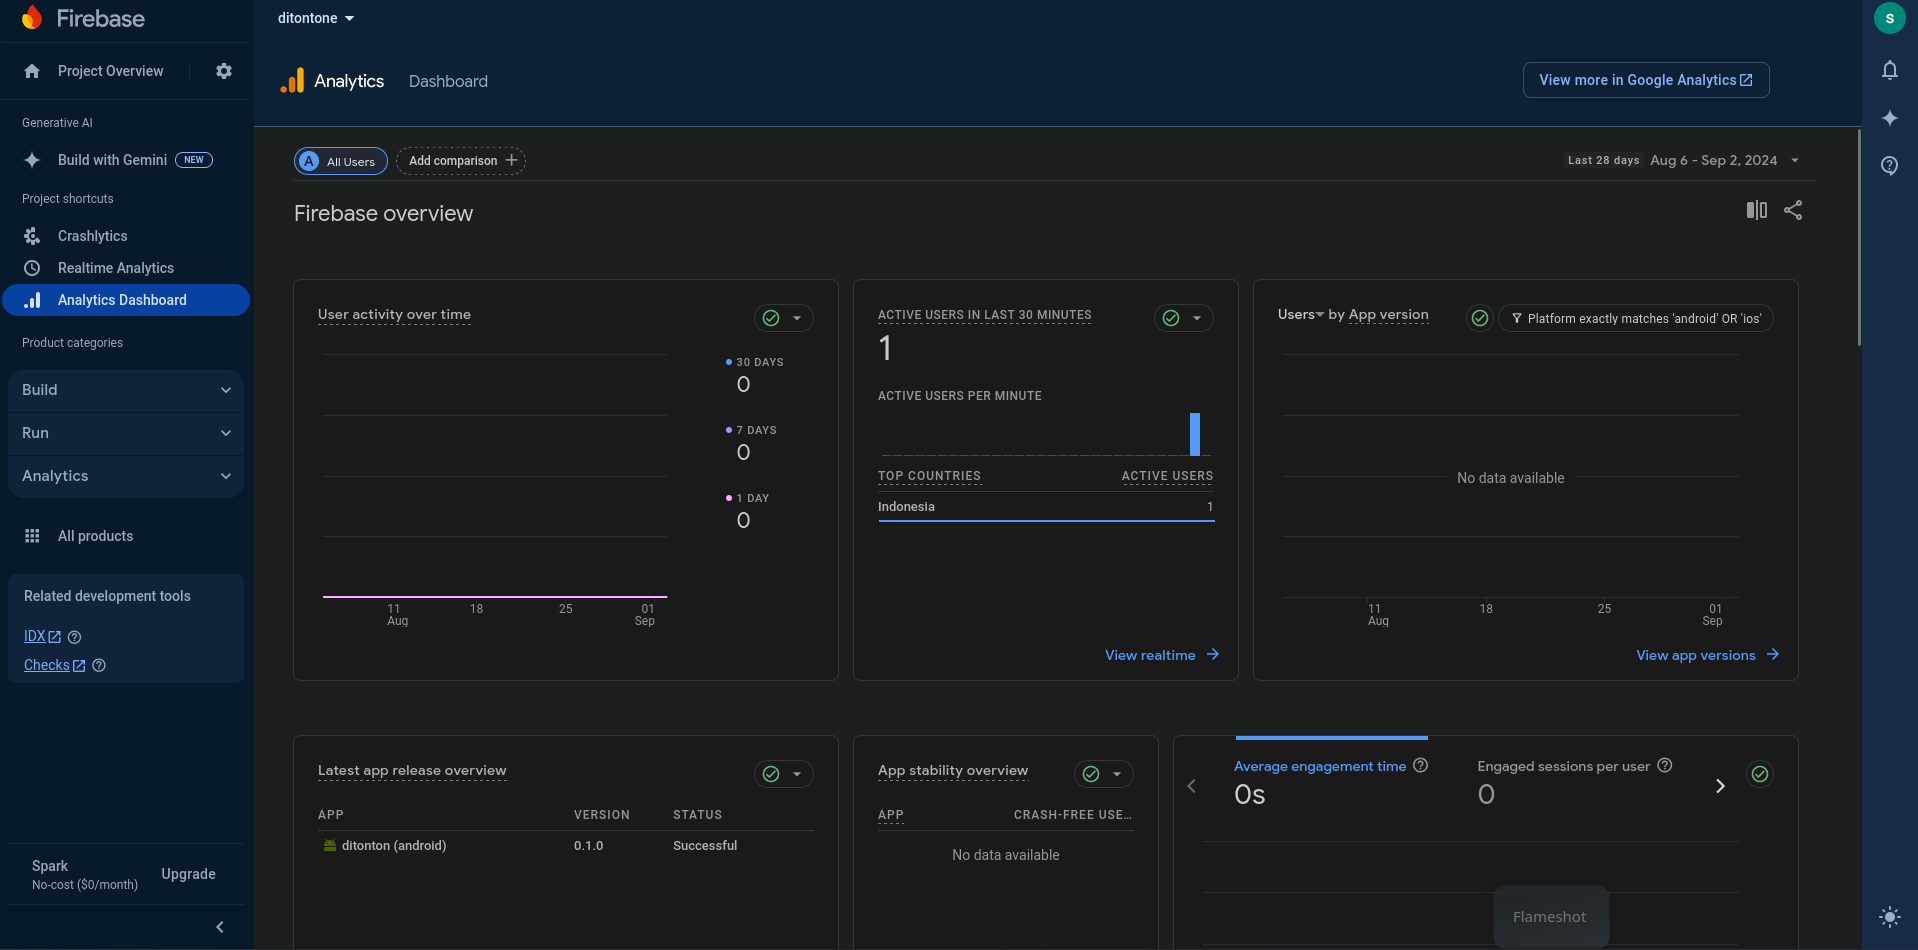 Firebase
ditontone
S
Project Overview
Analytics
Dashboard
View more in Google Analytics
Generative AI
Build with Gemini
NEW
A
All Users
Add comparison
Last 28 days
Aug 6 - Sep 2, 2024
Project shortcuts
Firebase overview
Crashlytics
Realtime Analytics
Analytics Dashboard
Product categories
Build
Run
Analytics
All products
Related development tools
IDX
Checks
Spark
No-cost ($0/month)
Upgrade
User activity over time
30 DAYS
0
7 DAYS
0
1 DAY
0
11
Aug
18
25
01
Sep
ACTIVE USERS IN LAST 30 MINUTES
1
ACTIVE USERS PER MINUTE
TOP COUNTRIES
ACTIVE USERS
Indonesia
1
View realtime
Users by App version
Platform exactly matches 'android' OR 'ios'
No data available
11
Aug
18
25
01
Sep
View app versions
Latest app release overview
APP
VERSION
STATUS
ditonton (android)
0.1.0
Successful
App stability overview
APP
CRASH-FREE USE...
No data available
Average engagement time
0s
Engaged sessions per user
0
Flameshot